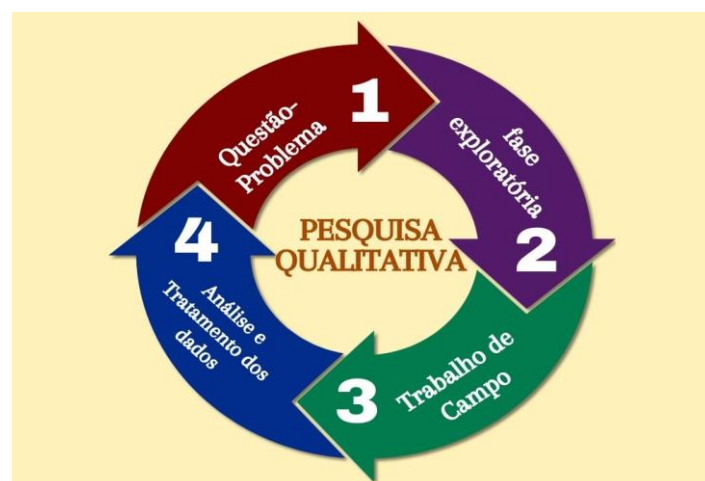 1
Questão-
Problema
fase
exploratória
2
PESQUISA
QUALITATIVA
3
Trabalho de
Campo
4
Análise e
Tratamento dos
dados